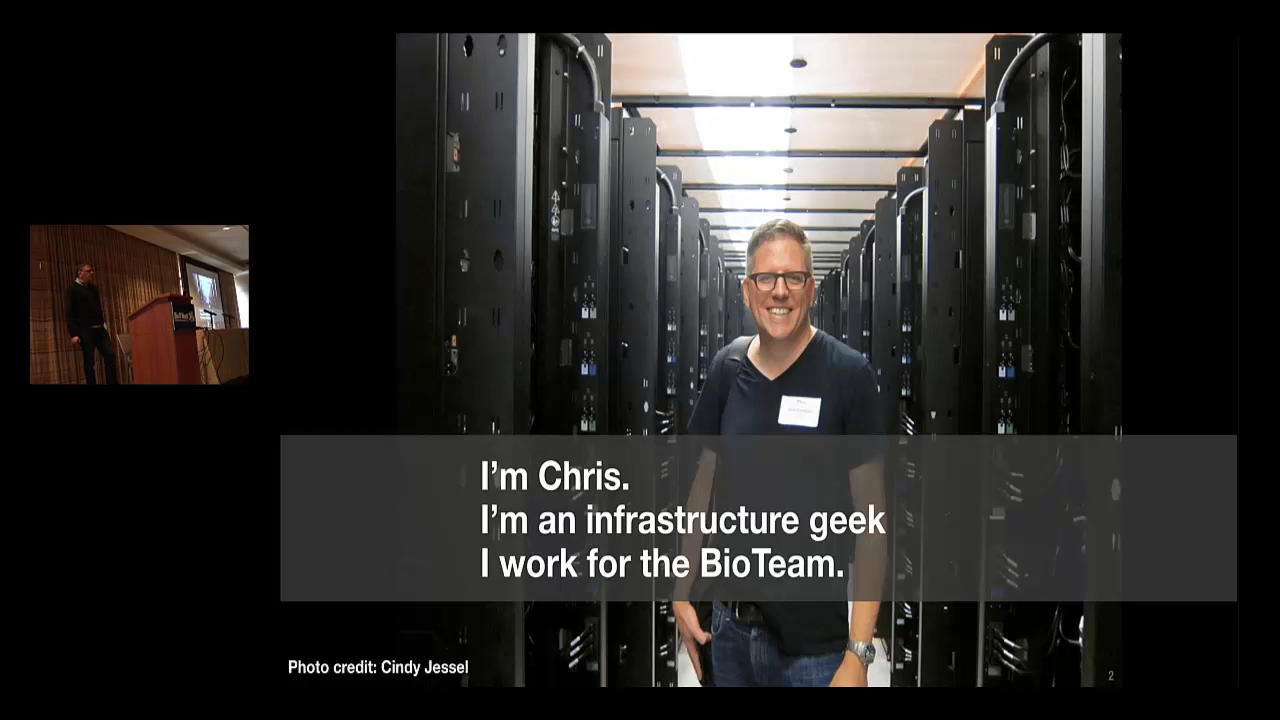 I’m Chris.
I’m an infrastructure geek
I work for the BioTeam.
Photo credit: Cindy Jessel
2